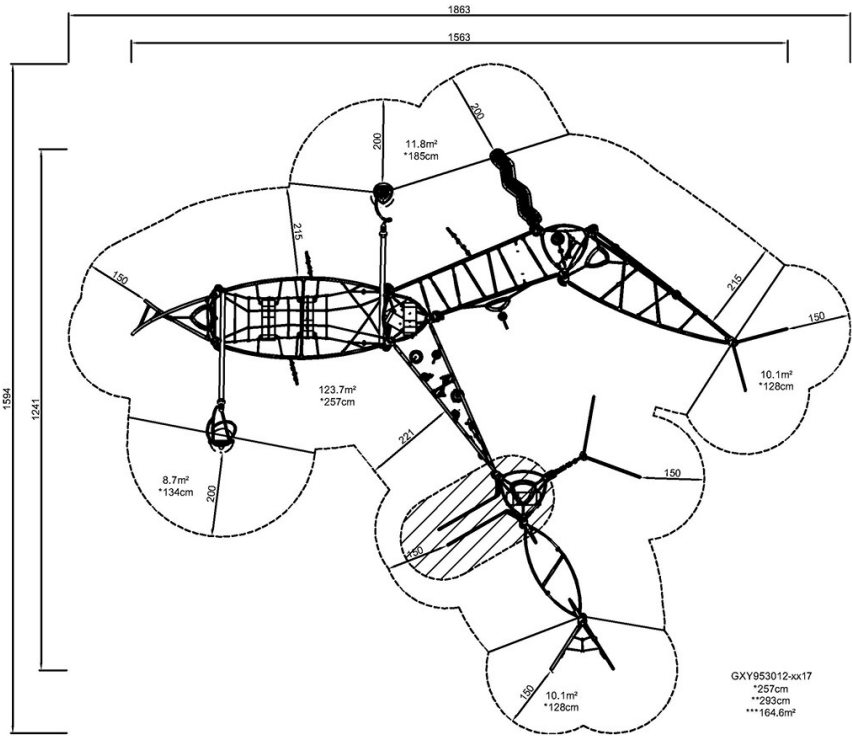 1863
1563
200
200
11.8m²
*185cm
215
150
215
150
1594
1241
123.7m²
*257cm
10.1m²
*128cm
221
8.7m²
*134cm
200
150
150
150
10.1m²
*128cm
GXY953012-xx17
*257cm
**293cm
***164.6m²